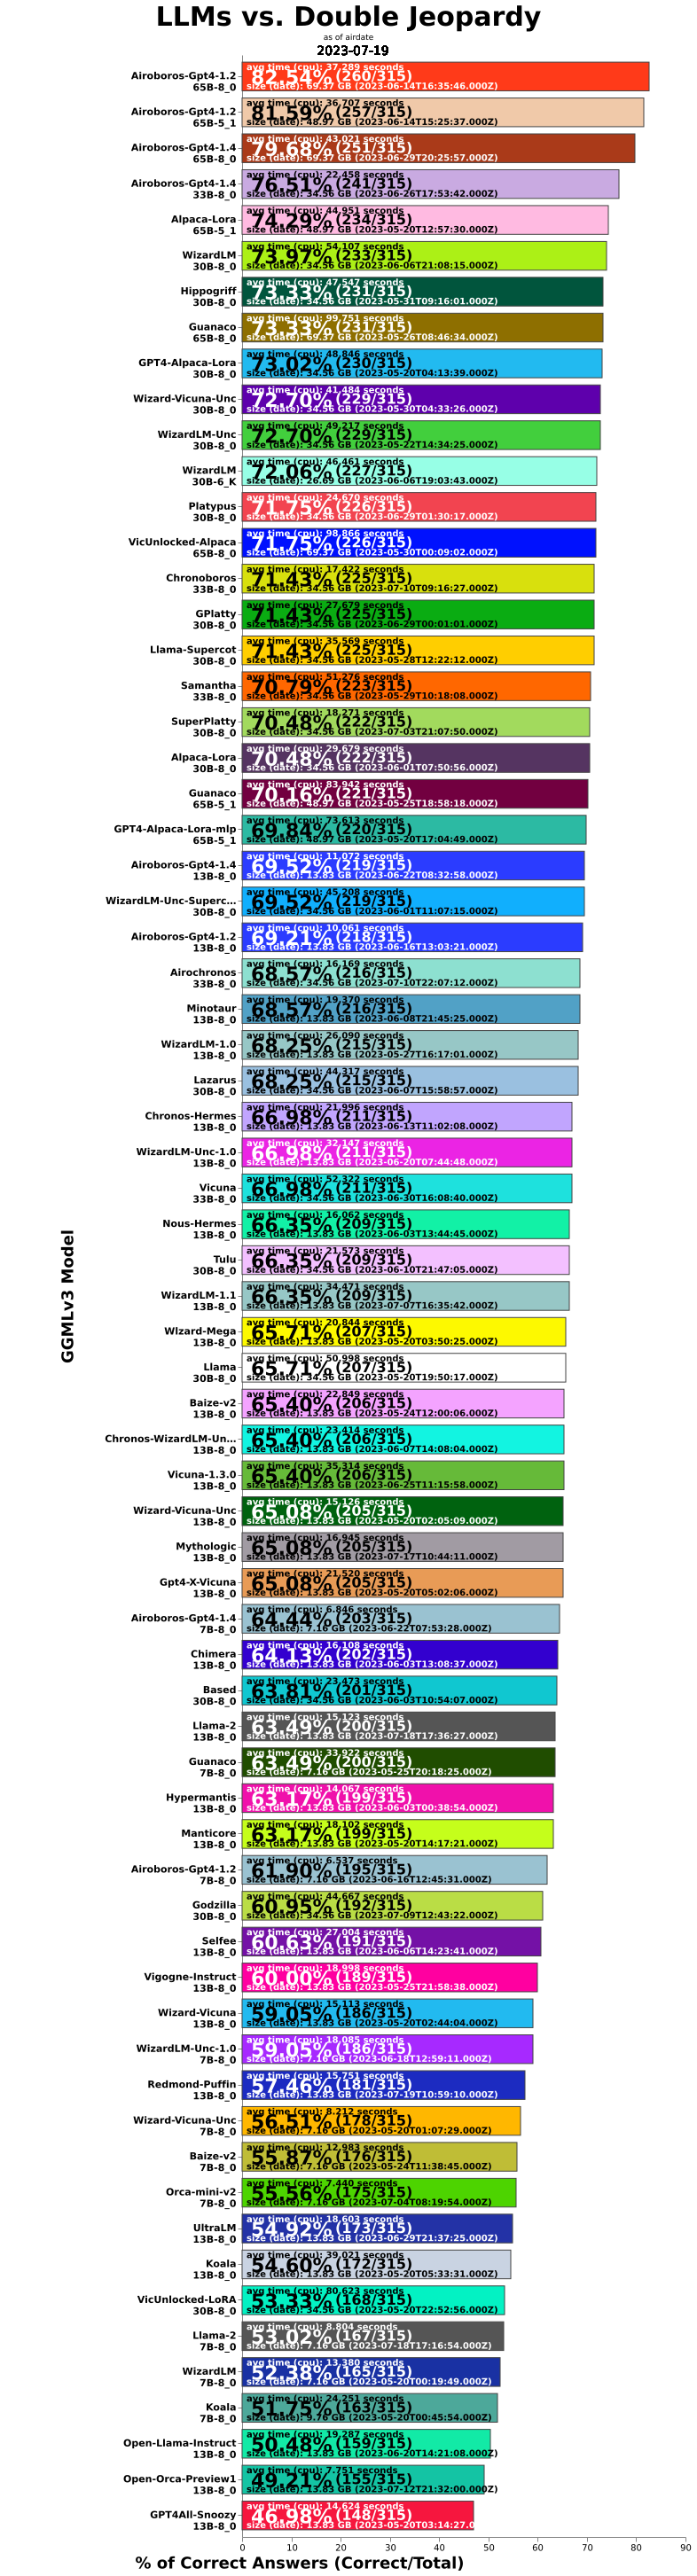 LLMs vs. Double Jeopardy
as of airdate
2023-07-19
Airoboros-Gpt4-1.2
65B-8_0
avg time (cpu): 37,289 seconds
82.54% (260/315)
size (date): 69.37 GB (2023-06-14T16:35:46.000Z)
Airoboros-Gpt4-1.2
65B-5_1
avg time (cpu): 36,707 seconds
81.59% (257/315)
size (date): 48.97 GB (2023-06-14T15:25:37.000Z)
Airoboros-Gpt4-1.4
65B-8_0
avg time (cpu): 43,021 seconds
79.68% (251/315)
size (date): 69.37 GB (2023-06-29T20:25:57.000Z)
Airoboros-Gpt4-1.4
33B-8_0
avg time (cpu): 22,458 seconds
76.51% (241/315)
size (date): 34.56 GB (2023-06-26T17:53:42.000Z)
Alpaca-Lora
65B-5_1
avg time (cpu): 44,951 seconds
74.29% (234/315)
size (date): 48.97 GB (2023-05-20T12:57:30.000Z)
WizardLM
30B-8_0
avg time (cpu): 54,107 seconds
73.97% (233/315)
size (date): 34.56 GB (2023-06-06T21:08:15.000Z)
Hippogriff
30B-8_0
avg time (cpu): 47,547 seconds
73.33% (231/315)
size (date): 34.56 GB (2023-05-31T09:16:01.000Z)
Guanaco
65B-8_0
avg time (cpu): 99,751 seconds
73.33% (231/315)
size (date): 69.37 GB (2023-05-26T08:46:34.000Z)
GPT4-Alpaca-Lora
30B-8_0
avg time (cpu): 48,846 seconds
73.02% (230/315)
size (date): 34.56 GB (2023-05-20T04:13:39.000Z)
Wizard-Vicuna-Unc
30B-8_0
avg time (cpu): 41,484 seconds
72.70% (229/315)
size (date): 34.56 GB (2023-05-30T04:33:26.000Z)
WizardLM-Unc
30B-8_0
avg time (cpu): 49,217 seconds
72.70% (229/315)
size (date): 34.56 GB (2023-05-22T14:34:25.000Z)
WizardLM
30B-6_K
avg time (cpu): 46,461 seconds
72.06% (227/315)
size (date): 26.69 GB (2023-06-06T19:03:43.000Z)
Platypus
30B-8_0
avg time (cpu): 24,670 seconds
71.75% (226/315)
size (date): 34.56 GB (2023-06-29T01:30:17.000Z)
VicUnlocked-Alpaca
65B-8_0
avg time (cpu): 98,866 seconds
71.75% (226/315)
size (date): 69.37 GB (2023-05-30T00:09:02.000Z)
Chronoboros
33B-8_0
avg time (cpu): 17,422 seconds
71.43% (225/315)
size (date): 34.56 GB (2023-07-10T09:16:27.000Z)
GPlatty
30B-8_0
avg time (cpu): 27,679 seconds
71.43% (225/315)
size (date): 34.56 GB (2023-06-29T00:01:01.000Z)
Llama-Supercot
30B-8_0
avg time (cpu): 35,569 seconds
71.43% (225/315)
size (date): 34.56 GB (2023-05-28T12:22:12.000Z)
Samantha
33B-8_0
avg time (cpu): 51,276 seconds
70.79% (223/315)
size (date): 34.56 GB (2023-05-29T10:18:08.000Z)
SuperPlatty
30B-8_0
avg time (cpu): 18,271 seconds
70.48% (222/315)
size (date): 34.56 GB (2023-07-03T21:07:50.000Z)
Alpaca-Lora
30B-8_0
avg time (cpu): 29,679 seconds
70.48% (222/315)
size (date): 34.56 GB (2023-06-01T07:50:56.000Z)
Guanaco
65B-5_1
avg time (cpu): 83,942 seconds
70.16% (221/315)
size (date): 48.97 GB (2023-05-25T18:58:18.000Z)
GPT4-Alpaca-Lora-mlp
65B-5_1
avg time (cpu): 73,613 seconds
69.84% (220/315)
size (date): 48.97 GB (2023-05-20T17:04:49.000Z)
Airoboros-Gpt4-1.4
13B-8_0
avg time (cpu): 11,072 seconds
69.52% (219/315)
size (date): 13.83 GB (2023-06-22T08:32:58.000Z)
WizardLM-Unc-Superc...
30B-8_0
avg time (cpu): 45,208 seconds
69.52% (219/315)
size (date): 34.56 GB (2023-06-01T11:07:15.000Z)
Airoboros-Gpt4-1.2
13B-8_0
avg time (cpu): 10,061 seconds
69.21% (218/315)
size (date): 13.83 GB (2023-06-16T13:03:21.000Z)
Airochronos
33B-8_0
avg time (cpu): 16,169 seconds
68.57% (216/315)
size (date): 34.56 GB (2023-07-10T22:07:12.000Z)
Minotaur
13B-8_0
avg time (cpu): 19,370 seconds
68.57% (216/315)
size (date): 13.83 GB (2023-06-08T21:45:25.000Z)
WizardLM-1.0
13B-8_0
avg time (cpu): 26,090 seconds
68.25% (215/315)
size (date): 13.83 GB (2023-05-27T16:17:01.000Z)
Lazarus
30B-8_0
avg time (cpu): 44,317 seconds
68.25% (215/315)
size (date): 34.56 GB (2023-06-07T15:58:57.000Z)
Chronos-Hermes
13B-8_0
avg time (cpu): 21,996 seconds
66.98% (211/315)
size (date): 13.83 GB (2023-06-13T11:02:08.000Z)
WizardLM-Unc-1.0
13B-8_0
avg time (cpu): 32,147 seconds
66.98% (211/315)
size (date): 13.83 GB (2023-06-20T07:44:48.000Z)
Vicuna
33B-8_0
avg time (cpu): 52,322 seconds
66.98% (211/315)
size (date): 34.56 GB (2023-06-30T16:08:40.000Z)
Nous-Hermes
13B-8_0
avg time (cpu): 16,062 seconds
66.35% (209/315)
size (date): 13.83 GB (2023-06-03T13:44:45.000Z)
Tulu
30B-8_0
avg time (cpu): 21,573 seconds
66.35% (209/315)
size (date): 34.56 GB (2023-06-10T21:47:05.000Z)
WizardLM-1.1
13B-8_0
avg time (cpu): 34,471 seconds
66.35% (209/315)
size (date): 13.83 GB (2023-07-07T16:35:42.000Z)
GGMLv3 Model
WIzard-Mega
13B-8_0
avg time (cpu): 20,844 seconds
65.71% (207/315)
size (date): 13.83 GB (2023-05-20T03:50:25.000Z)
Llama
30B-8_0
avg time (cpu): 50,998 seconds
65.71% (207/315)
size (date): 34.56 GB (2023-05-20T19:50:17.000Z)
Baize-v2
13B-8_0
avg time (cpu): 22,849 seconds
65.40% (206/315)
size (date): 13.83 GB (2023-05-24T12:00:06.000Z)
Chronos-WizardLM-Un...
13B-8_0
avg time (cpu): 23,414 seconds
65.40% (206/315)
size (date): 13.83 GB (2023-06-07T14:08:04.000Z)
Vicuna-1.3.0
13B-8_0
avg time (cpu): 35,314 seconds
65.40% (206/315)
size (date): 13.83 GB (2023-06-25T11:15:58.000Z)
Wizard-Vicuna-Unc
13B-8_0
avg time (cpu): 15,126 seconds
65.08% (205/315)
size (date): 13.83 GB (2023-05-20T02:05:09.000Z)
Mythologic
13B-8_0
avg time (cpu): 16,945 seconds
65.08% (205/315)
size (date): 13.83 GB (2023-07-17T10:44:11.000Z)
Gpt4-X-Vicuna
13B-8_0
avg time (cpu): 21,520 seconds
65.08% (205/315)
size (date): 13.83 GB (2023-05-20T05:02:06.000Z)
Airoboros-Gpt4-1.4
7B-8_0
avg time (cpu): 6,846 seconds
64.44% (203/315)
size (date): 7.16 GB (2023-06-22T07:53:28.000Z)
Chimera
13B-8_0
avg time (cpu): 16,108 seconds
64.13% (202/315)
size (date): 13.83 GB (2023-06-03T13:08:37.000Z)
Based
30B-8_0
avg time (cpu): 23,473 seconds
63.81% (201/315)
size (date): 34.56 GB (2023-06-03T10:54:07.000Z)
Llama-2
13B-8_0
avg time (cpu): 15,123 seconds
63.49% (200/315)
size (date): 13.83 GB (2023-07-18T17:36:27.000Z)
Guanaco
7B-8_0
avg time (cpu): 33,922 seconds
63.49% (200/315)
size (date): 7.16 GB (2023-05-25T20:18:25.000Z)
Hypermantis
13B-8_0
avg time (cpu): 14,067 seconds
63.17% (199/315)
size (date): 13.83 GB (2023-06-03T00:38:54.000Z)
Manticore
13B-8_0
avg time (cpu): 18,102 seconds
63.17% (199/315)
size (date): 13.83 GB (2023-05-20T14:17:21.000Z)
Airoboros-Gpt4-1.2
7B-8_0
avg time (cpu): 6,537 seconds
61.90% (195/315)
size (date): 7.16 GB (2023-06-16T12:45:31.000Z)
Godzilla
30B-8_0
avg time (cpu): 44,667 seconds
60.95% (192/315)
size (date): 34.56 GB (2023-07-09T12:43:22.000Z)
Selfee
13B-8_0
avg time (cpu): 27,004 seconds
60.63% (191/315)
size (date): 13.83 GB (2023-06-06T14:23:41.000Z)
Vigogne-Instruct
13B-8_0
avg time (cpu): 18,998 seconds
60.00% (189/315)
size (date): 13.83 GB (2023-05-25T21:58:38.000Z)
Wizard-Vicuna
13B-8_0
avg time (cpu): 15,113 seconds
59.05% (186/315)
size (date): 13.83 GB (2023-05-20T02:44:04.000Z)
WizardLM-Unc-1.0
7B-8_0
avg time (cpu): 18,085 seconds
59.05% (186/315)
size (date): 7.16 GB (2023-06-18T12:59:11.000Z)
Redmond-Puffin
13B-8_0
avg time (cpu): 15,751 seconds
57.46% (181/315)
size (date): 13.83 GB (2023-07-19T10:59:10.000Z)
Wizard-Vicuna-Unc
7B-8_0
avg time (cpu): 8,212 seconds
56.51% (178/315)
size (date): 7.16 GB (2023-05-20T01:07:29.000Z)
Baize-v2
7B-8_0
avg time (cpu): 12,983 seconds
55.87% (176/315)
size (date): 7.16 GB (2023-05-24T11:38:45.000Z)
Orca-mini-v2
7B-8_0
avg time (cpu): 7,440 seconds
55.56% (175/315)
size (date): 7.16 GB (2023-07-04T08:19:54.000Z)
UltraLM
13B-8_0
avg time (cpu): 18,603 seconds
54.92% (173/315)
size (date): 13.83 GB (2023-06-29T21:37:25.000Z)
Koala
13B-8_0
avg time (cpu): 39,021 seconds
54.60% (172/315)
size (date): 13.83 GB (2023-05-20T05:33:31.000Z)
VicUnlocked-LoRA
30B-8_0
avg time (cpu): 80,623 seconds
53.33% (168/315)
size (date): 34.56 GB (2023-05-20T22:52:56.000Z)
Llama-2
7B-8_0
avg time (cpu): 8,804 seconds
53.02% (167/315)
size (date): 7.16 GB (2023-07-18T17:16:54.000Z)
WizardLM
7B-8_0
avg time (cpu): 13,380 seconds
52.38% (165/315)
size (date): 7.16 GB (2023-05-20T00:19:49.000Z)
Koala
7B-8_0
avg time (cpu): 24,251 seconds
51.75% (163/315)
size (date): 9.76 GB (2023-05-20T00:45:54.000Z)
Open-Llama-Instruct
13B-8_0
avg time (cpu): 19,287 seconds
50.48% (159/315)
size (date): 13.83 GB (2023-06-20T14:21:08.000Z)
Open-Orca-Preview1
13B-8_0
avg time (cpu): 7,751 seconds
49.21% (155/315)
size (date): 13.83 GB (2023-07-12T21:32:00.000Z)
GPT4All-Snoozy
13B-8_0
avg time (cpu): 14,624 seconds
46.98% (148/315)
size (date): 13.83 GB (2023-05-20T03:14:27.0
0 10 20 30 40 50 60 70 80 90
% of Correct Answers (Correct/Total)